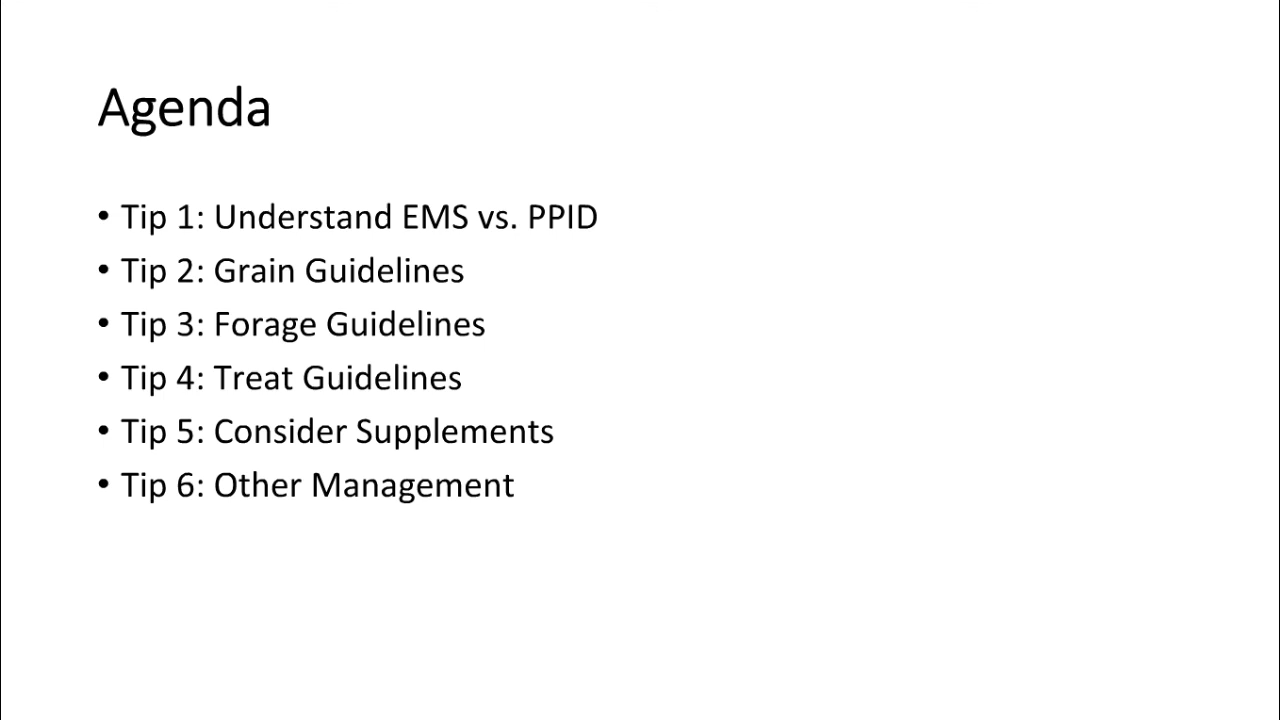 Agenda
• Tip 1: Understand EMS vs. PPID
• Tip 2: Grain Guidelines
• Tip 3: Forage Guidelines
• Tip 4: Treat Guidelines
• Tip 5: Consider Supplements
• Tip 6: Other Management